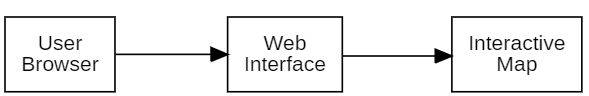 User
Browser
Web
Interface
Interactive
Map